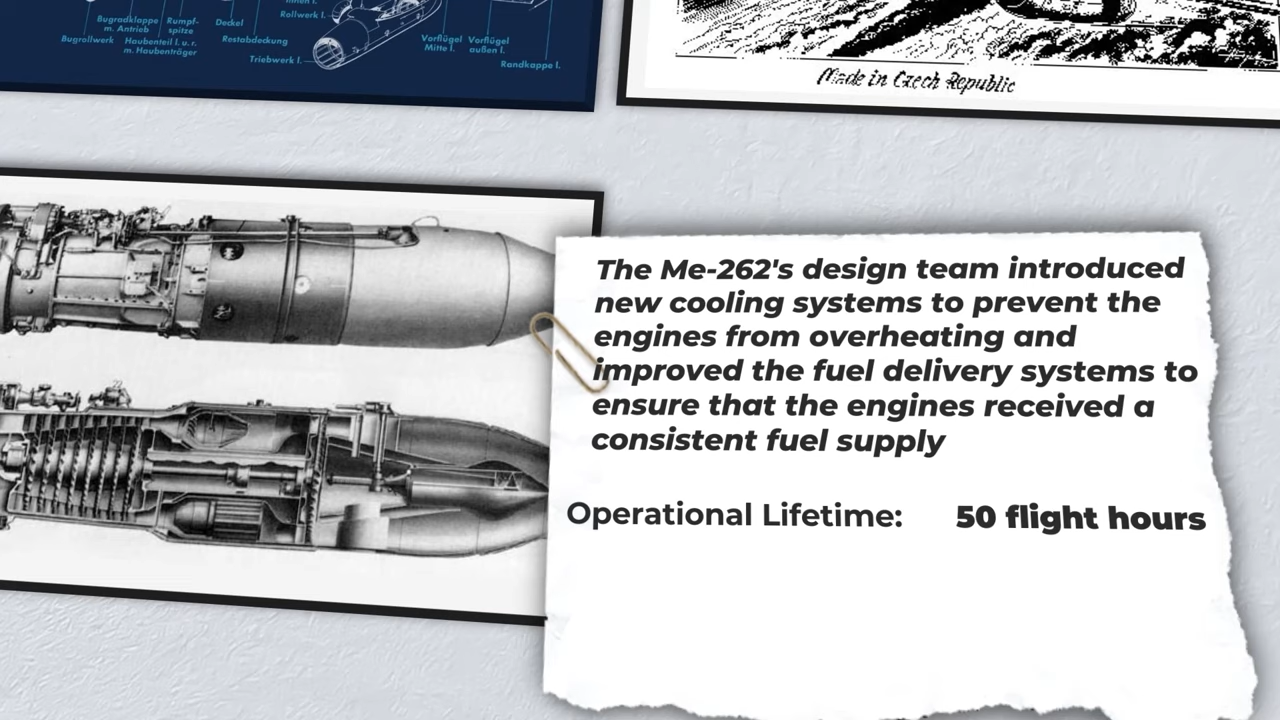 innen l.
Rollwerk l.
Bugradklappe
m. Antrieb
Rumpf-
spitze
Deckel
Bugrollwerk
Haubenteil l. u. r.
m. Haubenträger
Restabdeckung
Triebwerk l.
Vorflügel
Mitte l.
Vorflügel
außen l.
Randkappe l.
Made in Czech Republic
The Me-262's design team introduced
new cooling systems to prevent the
engines from overheating and
improved the fuel delivery systems to
ensure that the engines received a
consistent fuel supply
Operational Lifetime: 50 flight hours